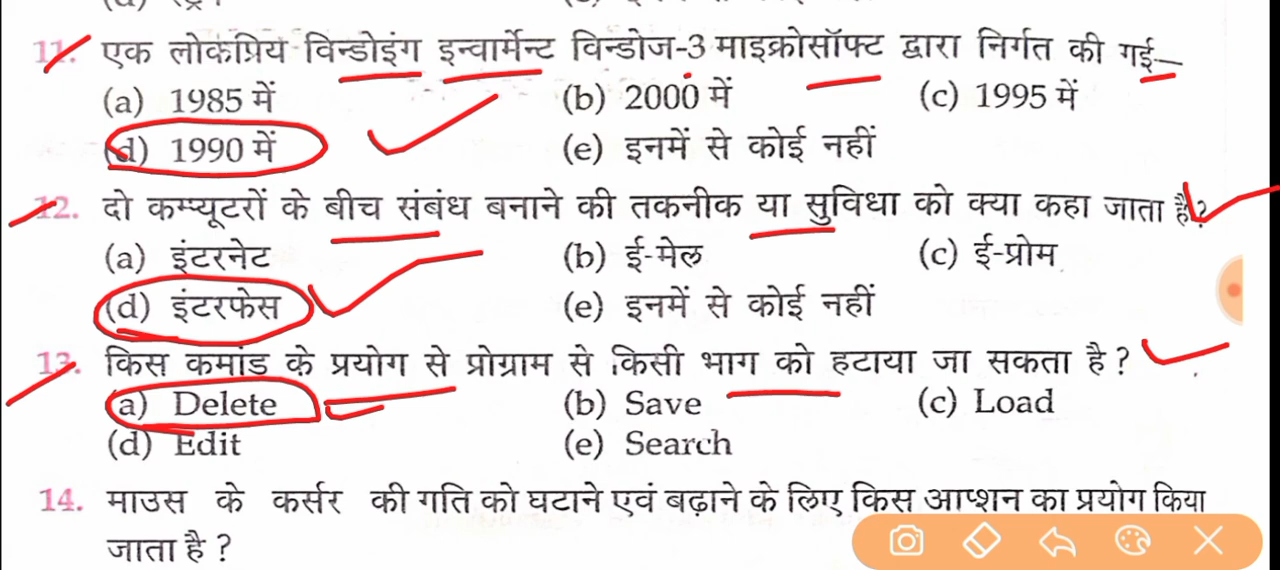 11. एक लोकप्रिय विन्डोइंग इन्वार्मेन्ट विन्डोज-3 माइक्रोसॉफ्ट द्वारा निर्गत की गई—
(a) 1985 में (b) 2000 में (c) 1995 में
(d) 1990 में (e) इनमें से कोई नहीं
12. दो कम्प्यूटरों के बीच संबंध बनाने की तकनीक या सुविधा को क्या कहा जाता है?
(a) इंटरनेट (b) ई-मेल (c) ई-प्रोम
(d) इंटरफेस (e) इनमें से कोई नहीं
13. किस कमांड के प्रयोग से प्रोग्राम से किसी भाग को हटाया जा सकता है?
(a) Delete (b) Save (c) Load
(d) Edit (e) Search
14. माउस के कर्सर की गति को घटाने एवं बढ़ाने के लिए किस आप्शन का प्रयोग किया
जाता है?